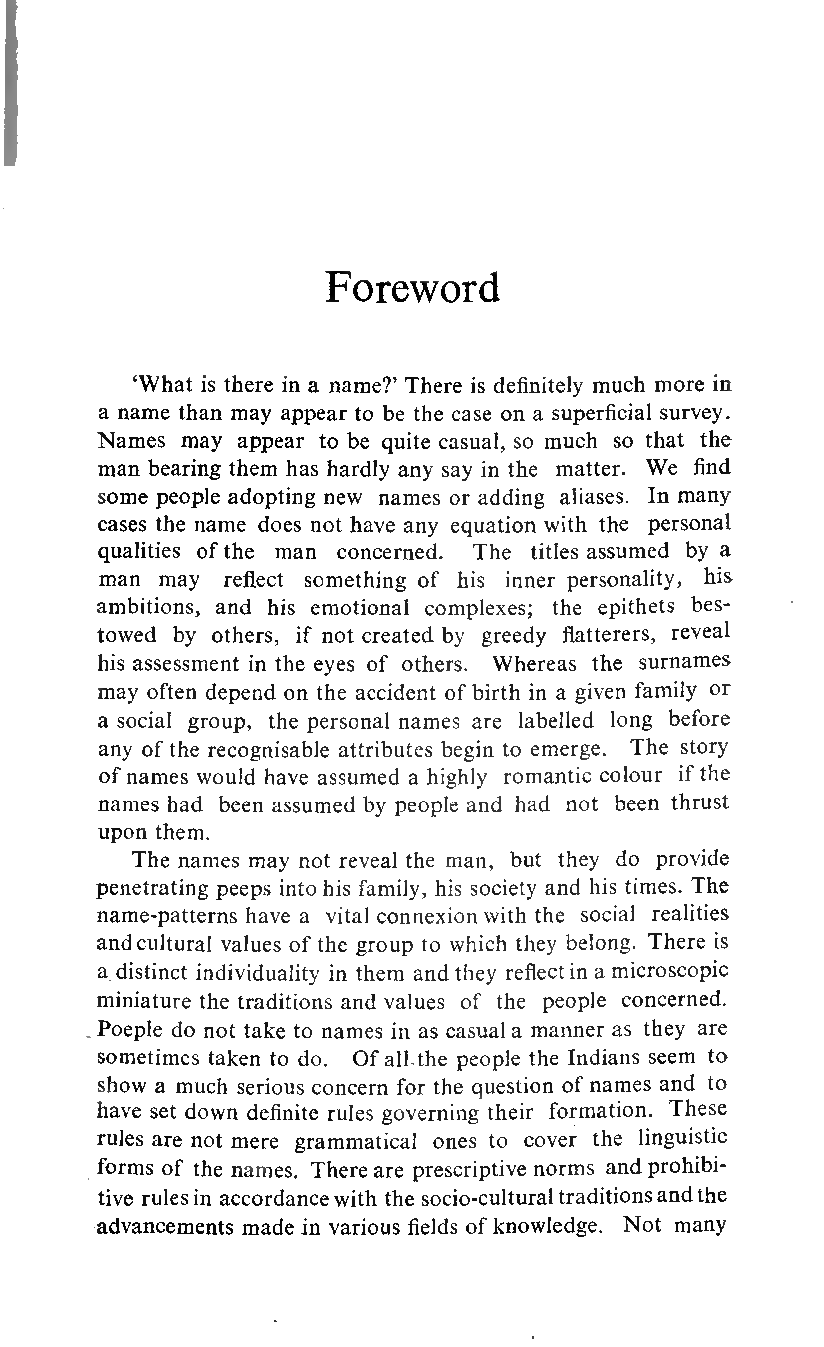 Foreword
‘What is there in a name?’ There is definitely much more in
a name than may appear to be the case on a superficial survey.
Names may appear to be quite casual, so much so that the
man bearing them has hardly any say in the matter. We find
some people adopting new names or adding aliases. In many
cases the name does not have any equation with the personal
qualities of the man concerned. The titles assumed by a
man may reflect something of his inner personality, his
ambitions, and his emotional complexes; the epithets bes-
towed by others, if not created by greedy flatterers, reveal
his assessment in the eyes of others. Whereas the surnames
may often depend on the accident of birth in a given family or
a social group, the personal names are labelled long before
any of the recognisable attributes begin to emerge. The story
of names would have assumed a highly romantic colour if the
names had been assumed by people and had not been thrust
upon them.
The names may not reveal the man, but they do provide
penetrating peeps into his family, his society and his times. The
name-patterns have a vital connexion with the social realities
and cultural values of the group to which they belong. There is
a distinct individuality in them and they reflect in a microscopic
miniature the traditions and values of the people concerned.
Poeple do not take to names in as casual a manner as they are
sometimes taken to do. Of all the people the Indians seem to
show a much serious concern for the question of names and to
have set down definite rules governing their formation. These
rules are not mere grammatical ones to cover the linguistic
forms of the names. There are prescriptive norms and prohibi-
tive rules in accordance with the socio-cultural traditions and the
advancements made in various fields of knowledge. Not many